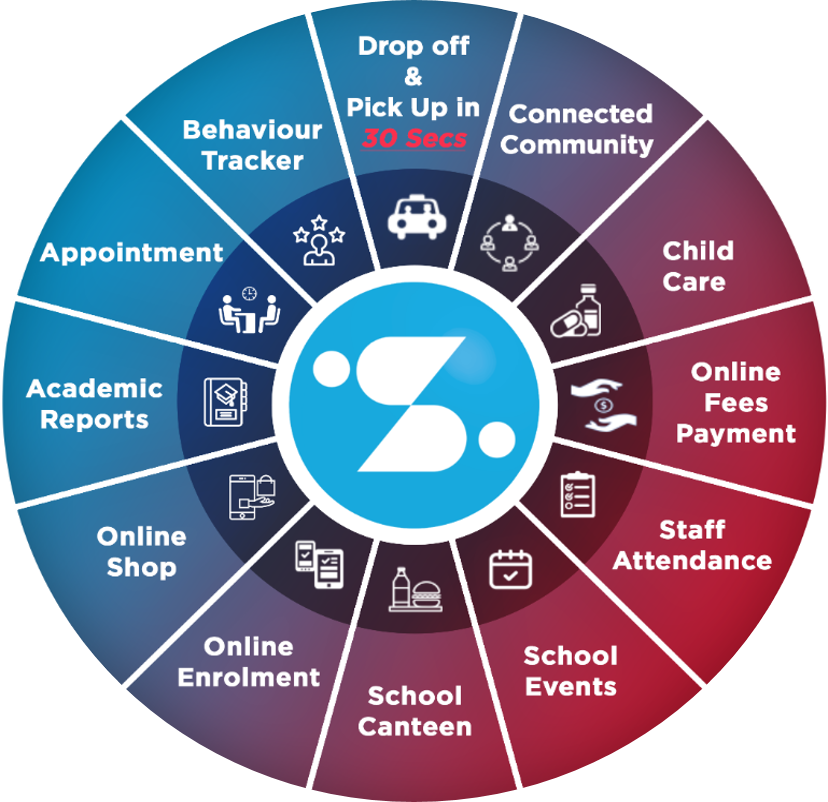 Drop off
&
Pick Up in
30 Secs
Connected
Community
Child
Care
Online
Fees
Payment
Staff
Attendance
School
Events
School
Canteen
Online
Enrolment
Online
Shop
Academic
Reports
Appointment
Behaviour
Tracker